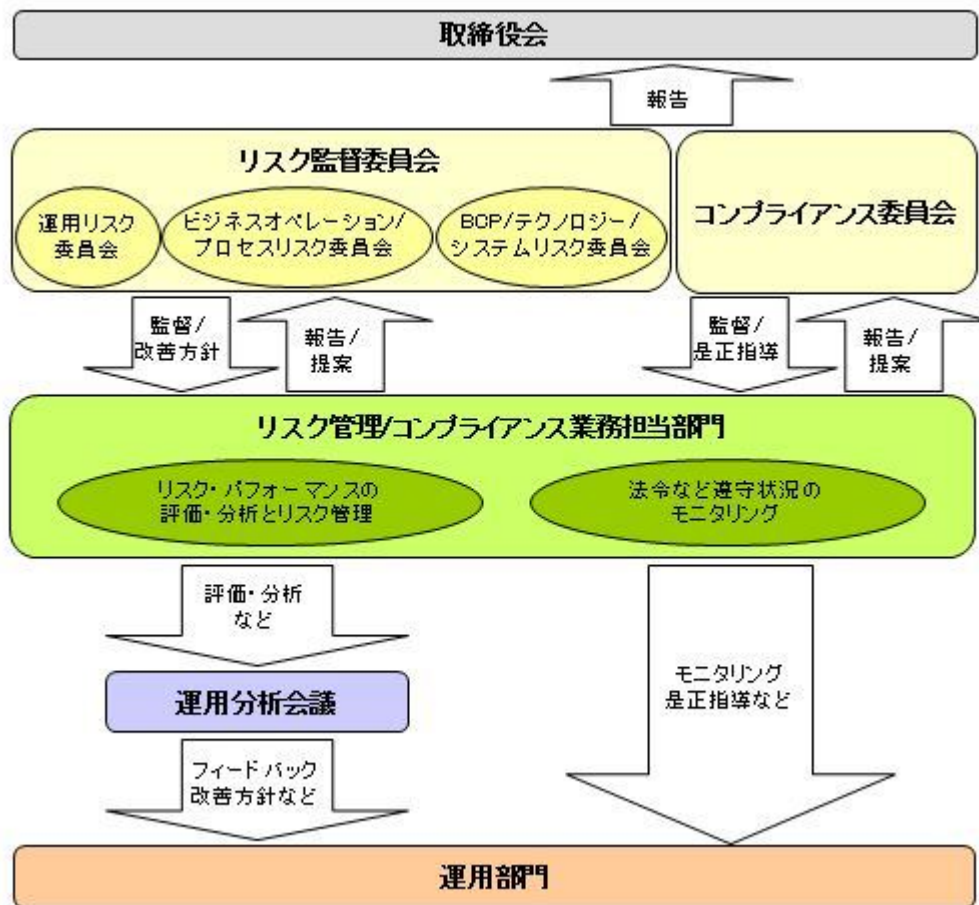 取締役会
報告
リスク監督委員会
運用リスク
委員会
ビジネスオペレーション/
プロセスリスク委員会
BCP/テクノロジー/
システムリスク委員会
コンプライアンス委員会
監督/
改善方針
報告/
提案
監督/
是正指導
報告/
提案
リスク管理/コンプライアンス業務担当部門
リスク・パフォーマンスの
評価・分析とリスク管理
法令など遵守状況の
モニタリング
評価・分析
など
運用分析会議
モニタリング
是正指導など
フィードバック
改善方針など
運用部門